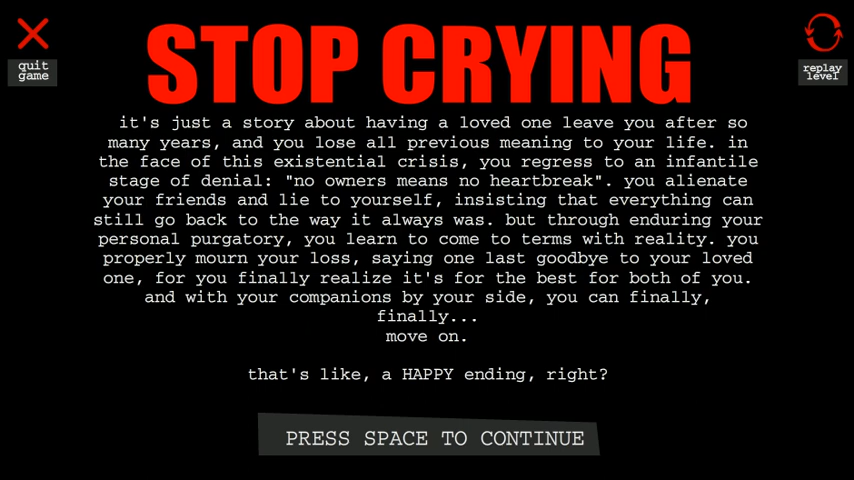 STOP CRYING
quit
game
replay
level
it's just a story about having a loved one leave you after so
many years, and you lose all previous meaning to your life. in
the face of this existential crisis, you regress to an infantile
stage of denial: "no owners means no heartbreak". you alienate
your friends and lie to yourself, insisting that everything can
still go back to the way it always was. but through enduring your
personal purgatory, you learn to come to terms with reality. you
properly mourn your loss, saying one last goodbye to your loved
one, for you finally realize it's for the best for both of you.
and with your companions by your side, you can finally,
finally...
move on.
that's like, a HAPPY ending, right?
PRESS SPACE TO CONTINUE